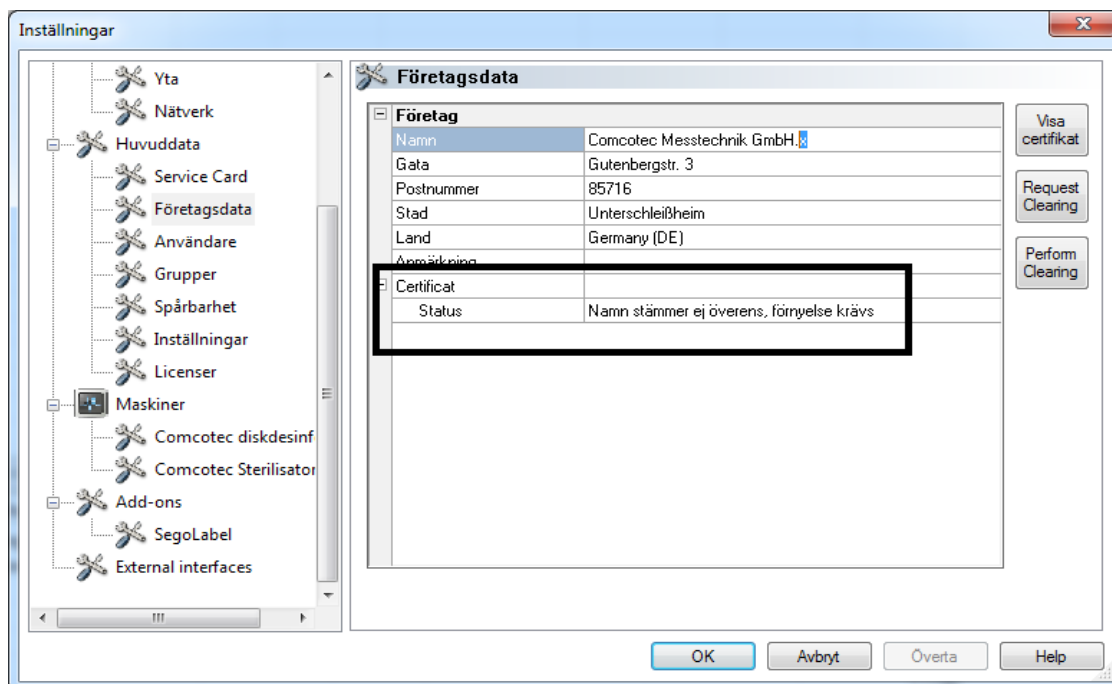 Inställningar
Yta
Nätverk
Huvuddata
Service Card
Företagsdata
Användare
Grupper
Spårbarhet
Inställningar
Licenser
Maskiner
Comcotec diskdesinf
Comcotec Sterilisator
Add-ons
SegoLabel
External interfaces
Företagsdata
Företag
Namn Comcotec Messtechnik GmbH.x
Gata Gutenbergstr. 3
Postnummer 85716
Stad Unterschleißheim
Land Germany (DE)
Anmärkning
Certificat
Status Namn stämmer ej överens, förnyelse krävs
Visa
certifikat
Request
Clearing
Perform
Clearing
OK Avbryt Överta Help